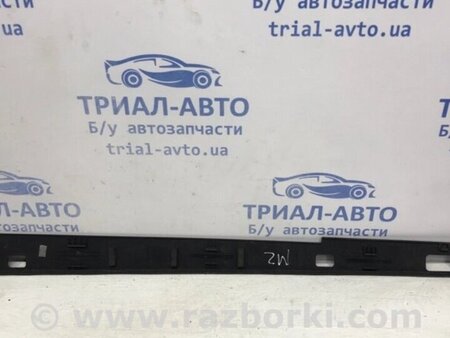 ТРИАЛ-АВТО
Б/у автозапчасти
trial-avto.ua
ТРИАЛ-АВТО
Б/у автозапчасти
trial-avto.ua
ТРИАЛ-АВТО
Б/у автозапчасти
trial-avto.ua
M2
© www.razborki.com